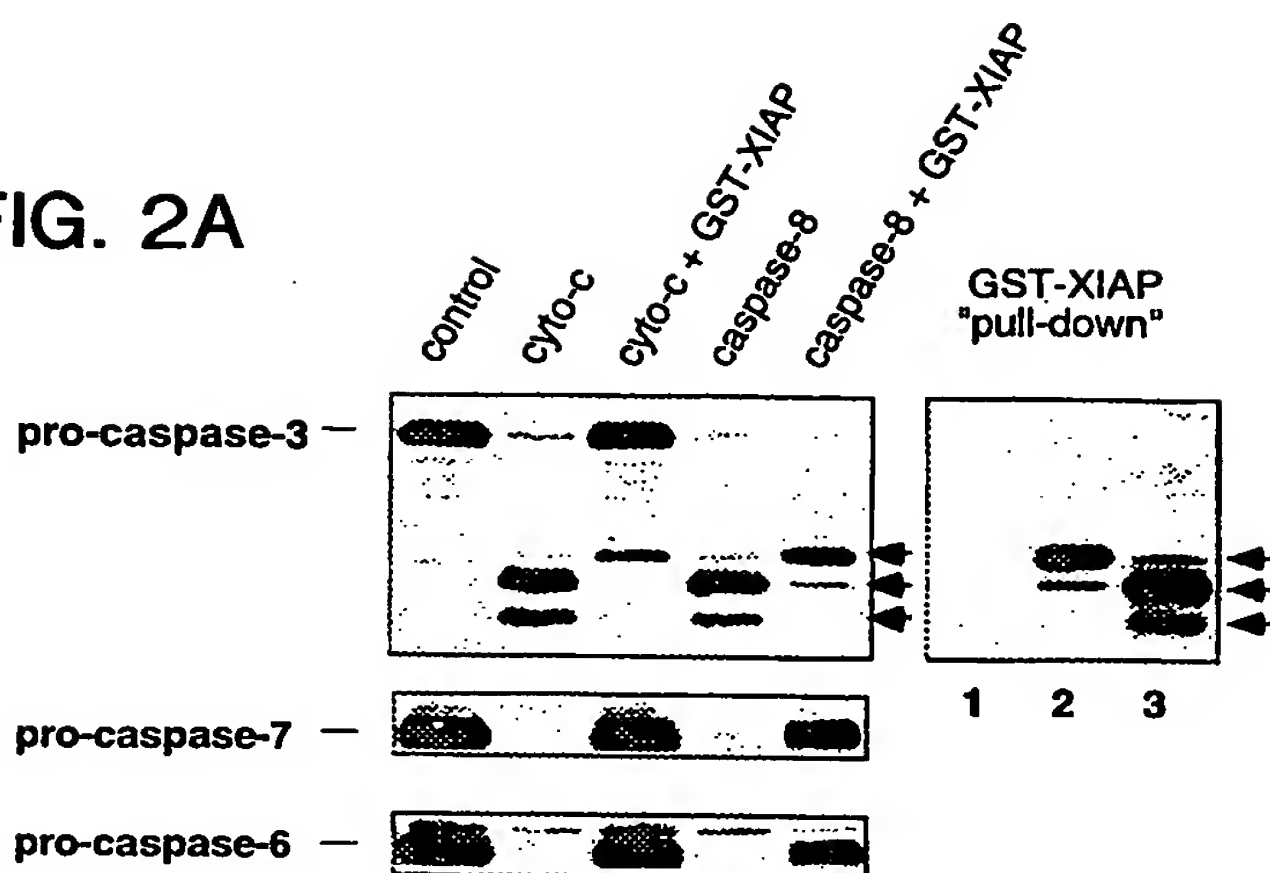 FIG. 2A
control
cyto-c
cyto-c + GST-XIAP
caspase-8
caspase-8 + GST-XIAP
GST-XIAP
"pull-down"
pro-caspase-3
1 2 3
pro-caspase-7
pro-caspase-6